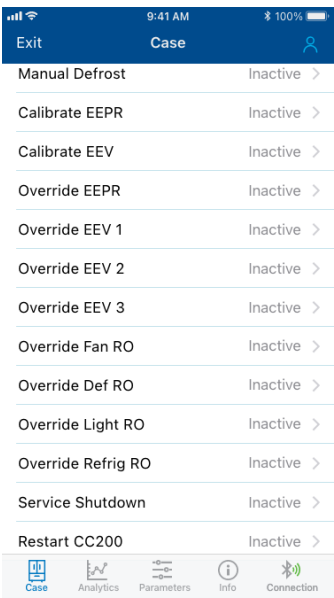 9:41 AM 100%
Exit Case
Manual Defrost Inactive
Calibrate EEPR Inactive
Calibrate EEV Inactive
Override EEPR Inactive
Override EEV 1 Inactive
Override EEV 2 Inactive
Override EEV 3 Inactive
Override Fan RO Inactive
Override Def RO Inactive
Override Light RO Inactive
Override Refrig RO Inactive
Service Shutdown Inactive
Restart CC200 Inactive
Case Analytics Parameters Info Connection